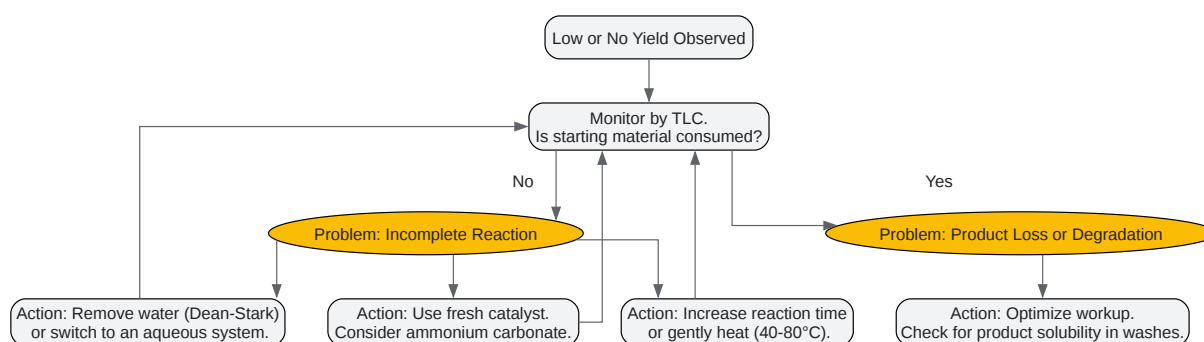 Low or No Yield Observed
Monitor by TLC.
Is starting material consumed?
No
Yes
Problem: Incomplete Reaction
Problem: Product Loss or Degradation
Action: Remove water (Dean-Stark)
or switch to an aqueous system.
Action: Use fresh catalyst.
Consider ammonium carbonate.
Action: Increase reaction time
or gently heat (40-80°C).
Action: Optimize workup.
Check for product solubility in washes.